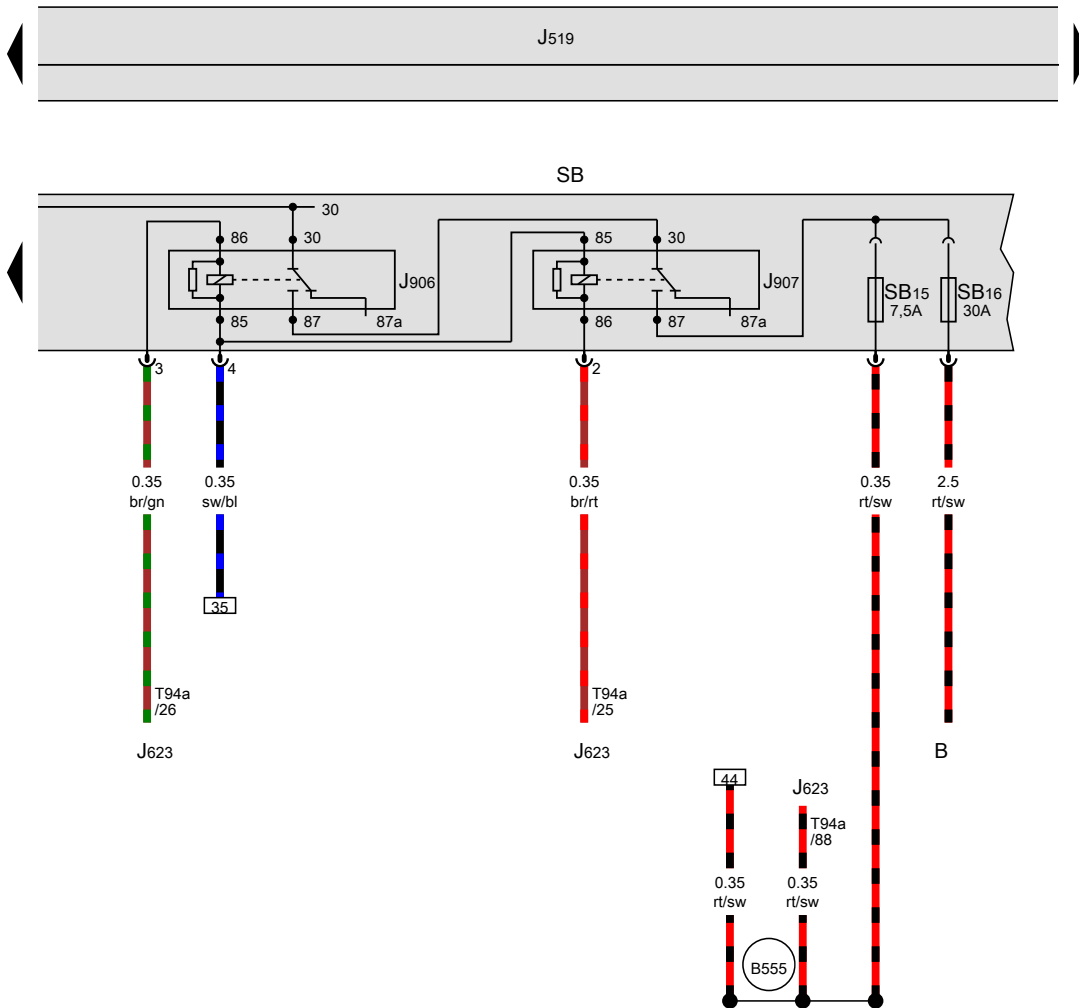 J519
SB
30
86
30
85
30
J906
J907
SB15
7,5A
SB16
30A
85
87
87a
86
87
87a
3
4
2
0.35
br/gn
0.35
sw/bl
0.35
br/rt
0.35
rt/sw
2.5
rt/sw
35
T94a
/26
T94a
/25
J623
J623
B
44
J623
T94a
/88
0.35
rt/sw
0.35
rt/sw
B555